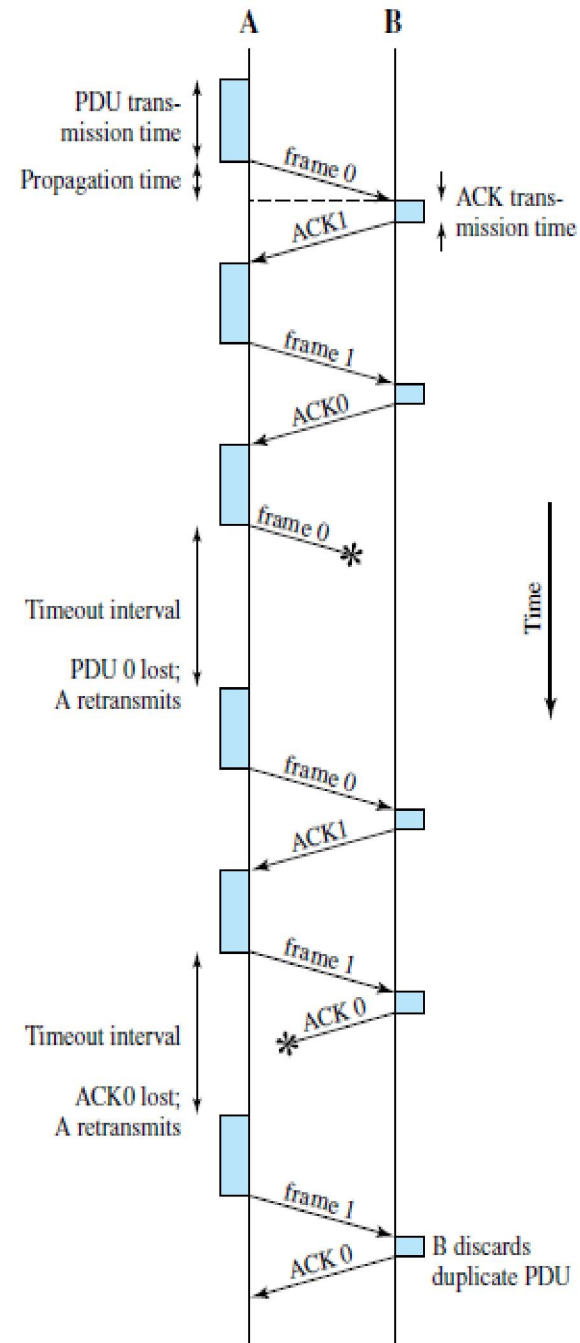 A
B
PDU trans-
mission time
Propagation time
frame 0
ACK trans-
mission time
ACK1
frame 1
ACK0
frame 0
Timeout interval
Time
PDU 0 lost;
A retransmits
frame 0
ACK1
frame 1
ACK 0
Timeout interval
ACK0 lost;
A retransmits
frame 1
B discards
duplicate PDU
ACK 0